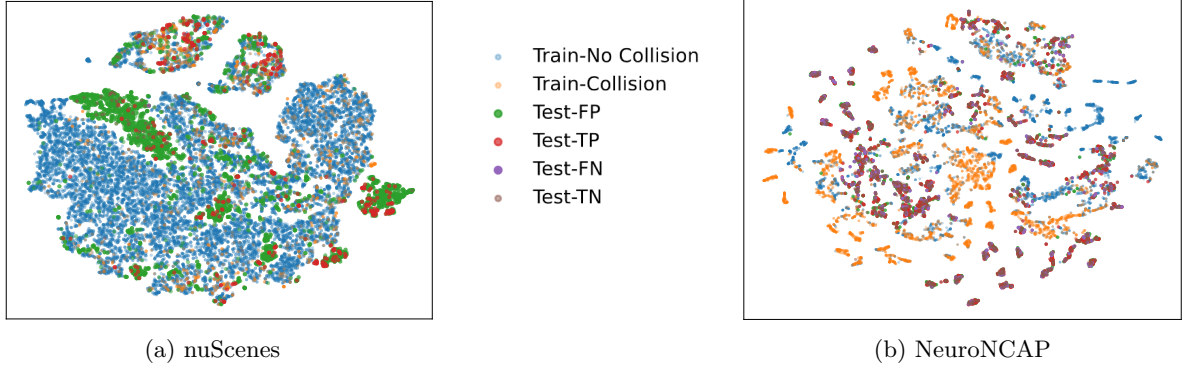 Train-No Collision
Train-Collision
Test-FP
Test-TP
Test-FN
Test-TN
(a) nuScenes
(b) NeuroNCAP